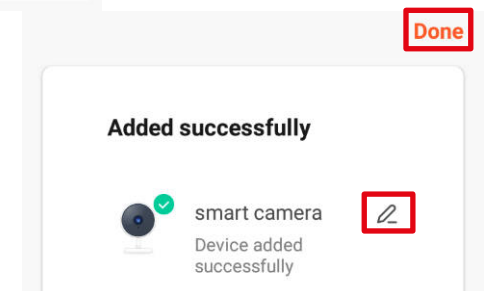 Done
Added successfully
smart camera
Device added
successfully